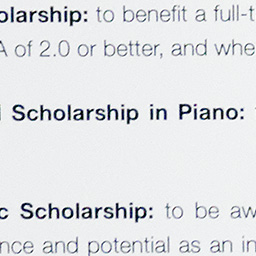 olarship: to benefit a full-t
A of 2.0 or better, and whe
Scholarship in Piano:
c Scholarship: to be aw
nce and potential as an in